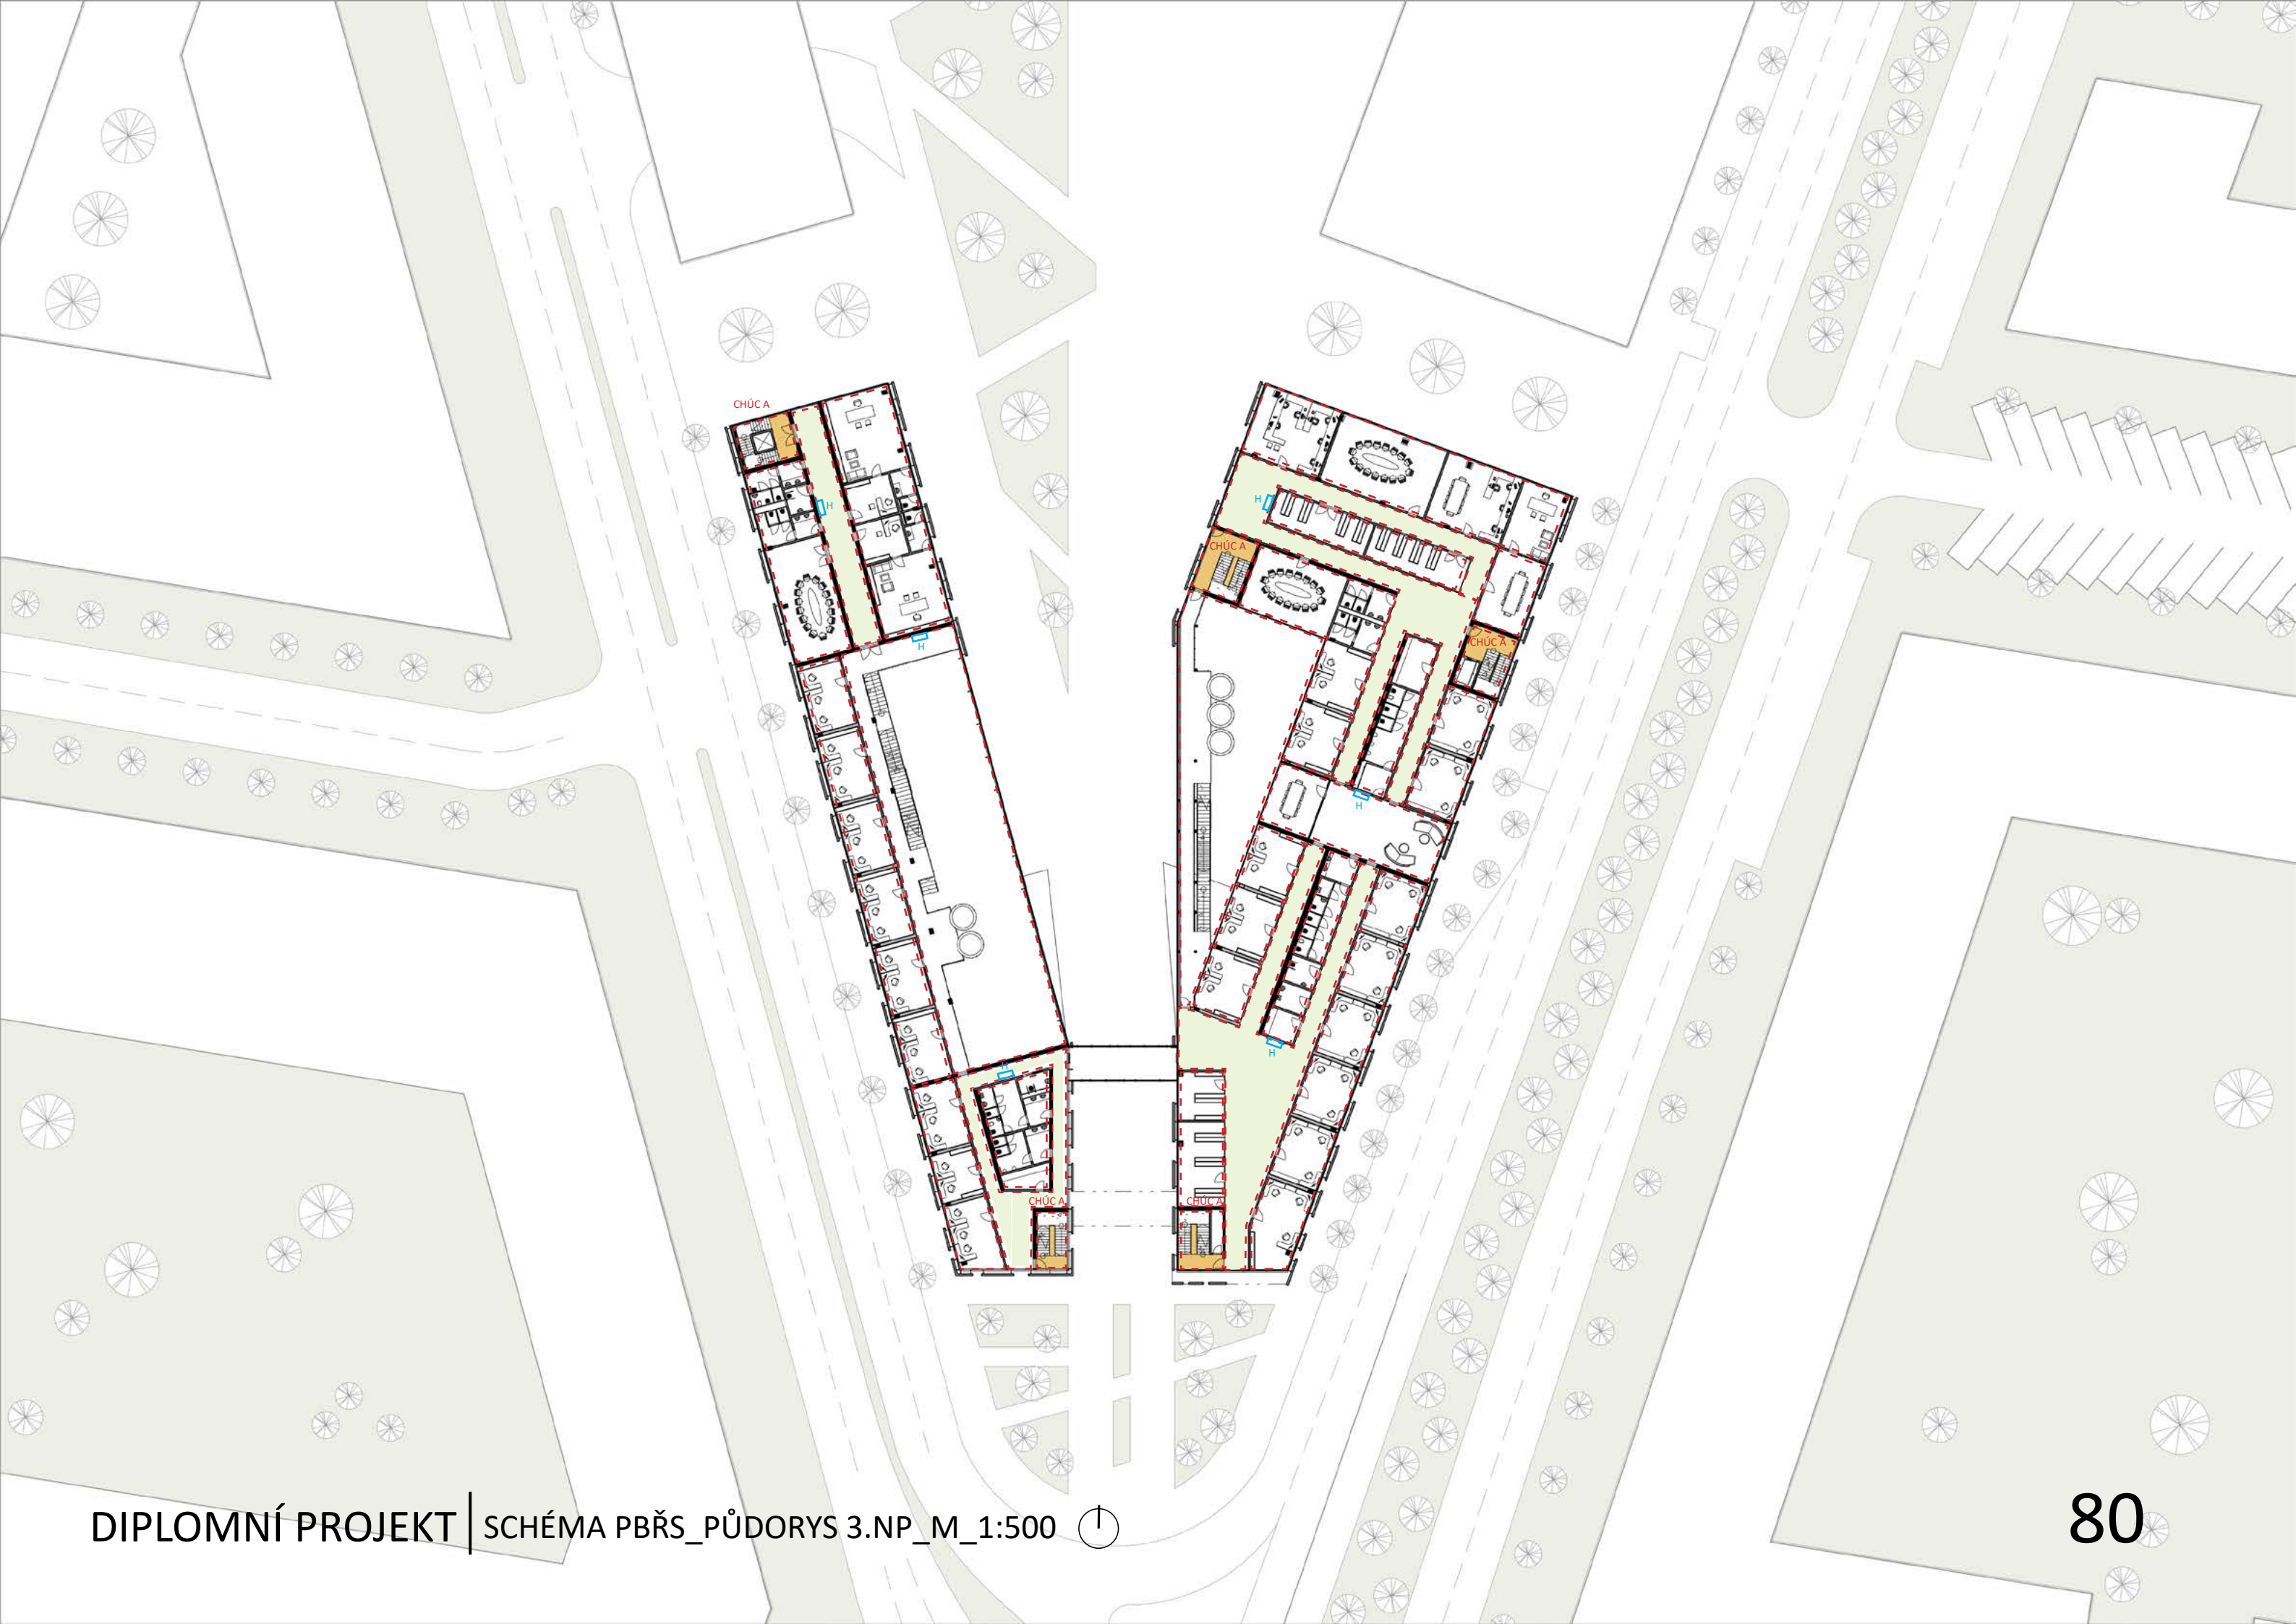 CHÚC A
H
H
H
CHÚC A
CHÚC A
H
H
H
CHÚC A
CHÚC A
DIPLOMNÍ PROJEKT
SCHÉMA PBŘS_PŮDORYS 3.NP_M_1:500
80